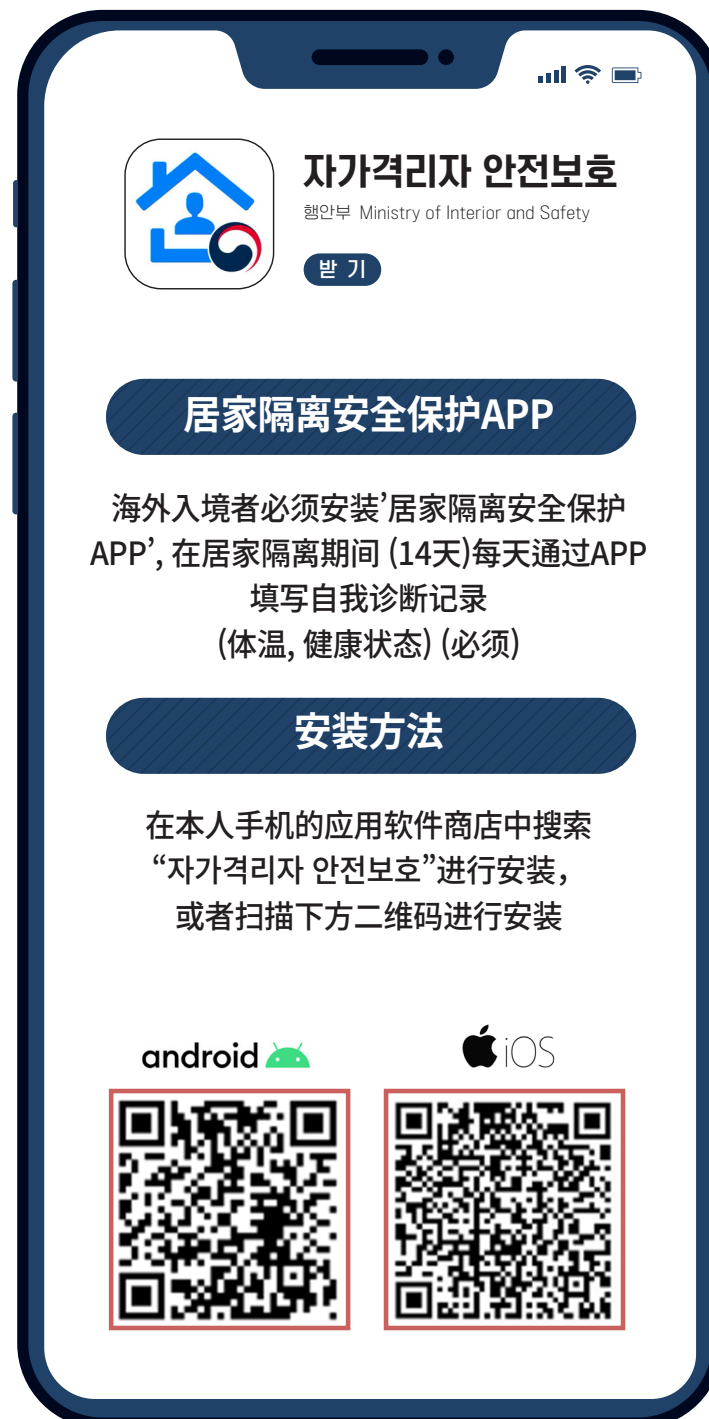 자가격리자 안전보호
행안부 Ministry of Interior and Safety
받 기
居家隔离安全保护APP
海外入境者必须安装’居家隔离安全保护
APP’, 在居家隔离期间 (14天)每天通过APP
填写自我诊断记录
(体温, 健康状态) (必须)
安装方法
在本人手机的应用软件商店中搜索
“자가격리자 안전보호”进行安装，
或者扫描下方二维码进行安装
android
iOS